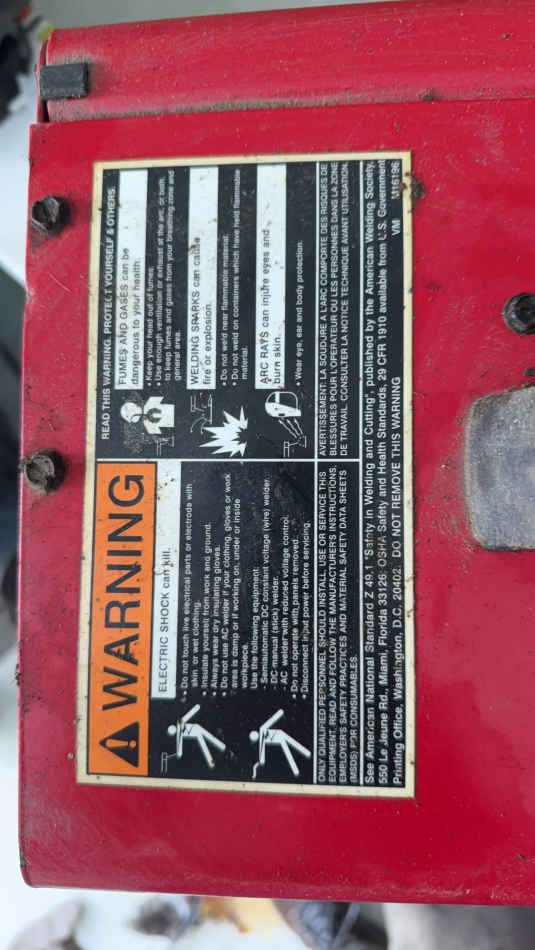 WARNING
ELECTRIC SHOCK can kill.
• Do not touch live electrical parts or electrode with
skin or wet clothing.
• Insulate yourself from work and ground.
• Always wear dry insulating gloves.
• Do not use AC welder if your clothing, gloves or work
area is damp or if working on, under or inside
workpiece.
Use the following equipment:
- Semiautomatic DC constant voltage (wire) welder.
- DC manual (stick) welder.
- AC welder with reduced voltage control.
• Do not operate with panels removed.
• Disconnect input power before servicing.
READ THIS WARNING, PROTECT YOURSELF & OTHERS.
FUMES AND GASES can be
dangerous to your health.
• Keep your head out of fumes.
• Use enough ventilation or exhaust at the arc, or both,
to keep fumes and gases from your breathing zone and
general area.
WELDING SPARKS can cause
fire or explosion.
• Do not weld near flammable material.
• Do not weld on containers which have held flammable
material.
ARC RAYS can injure eyes and
burn skin.
• Wear eye, ear and body protection.
ONLY QUALIFIED PERSONNEL SHOULD INSTALL, USE OR SERVICE THIS
EQUIPMENT. READ AND FOLLOW THE MANUFACTURER'S INSTRUCTIONS,
EMPLOYER'S SAFETY PRACTICES AND MATERIAL SAFETY DATA SHEETS
(MSDS) FOR CONSUMABLES.
AVERTISSEMENT: LA SOUDURE A L'ARC COMPORTE DES RISQUES DE
BLESSURES POUR L'OPERATEUR OU LES PERSONNES DANS LA ZONE
DE TRAVAIL. CONSULTER LA NOTICE TECHNIQUE AVANT UTILISATION.
See American National Standard Z 49.1 "Safety in Welding and Cutting", published by the American Welding Society,
550 Le Jeune Rd., Miami, Florida 33126; OSHA Safety and Health Standards, 29 CFR 1910 available from U.S. Government
Printing Office, Washington, D.C. 20402. DO NOT REMOVE THIS WARNING VM M16196